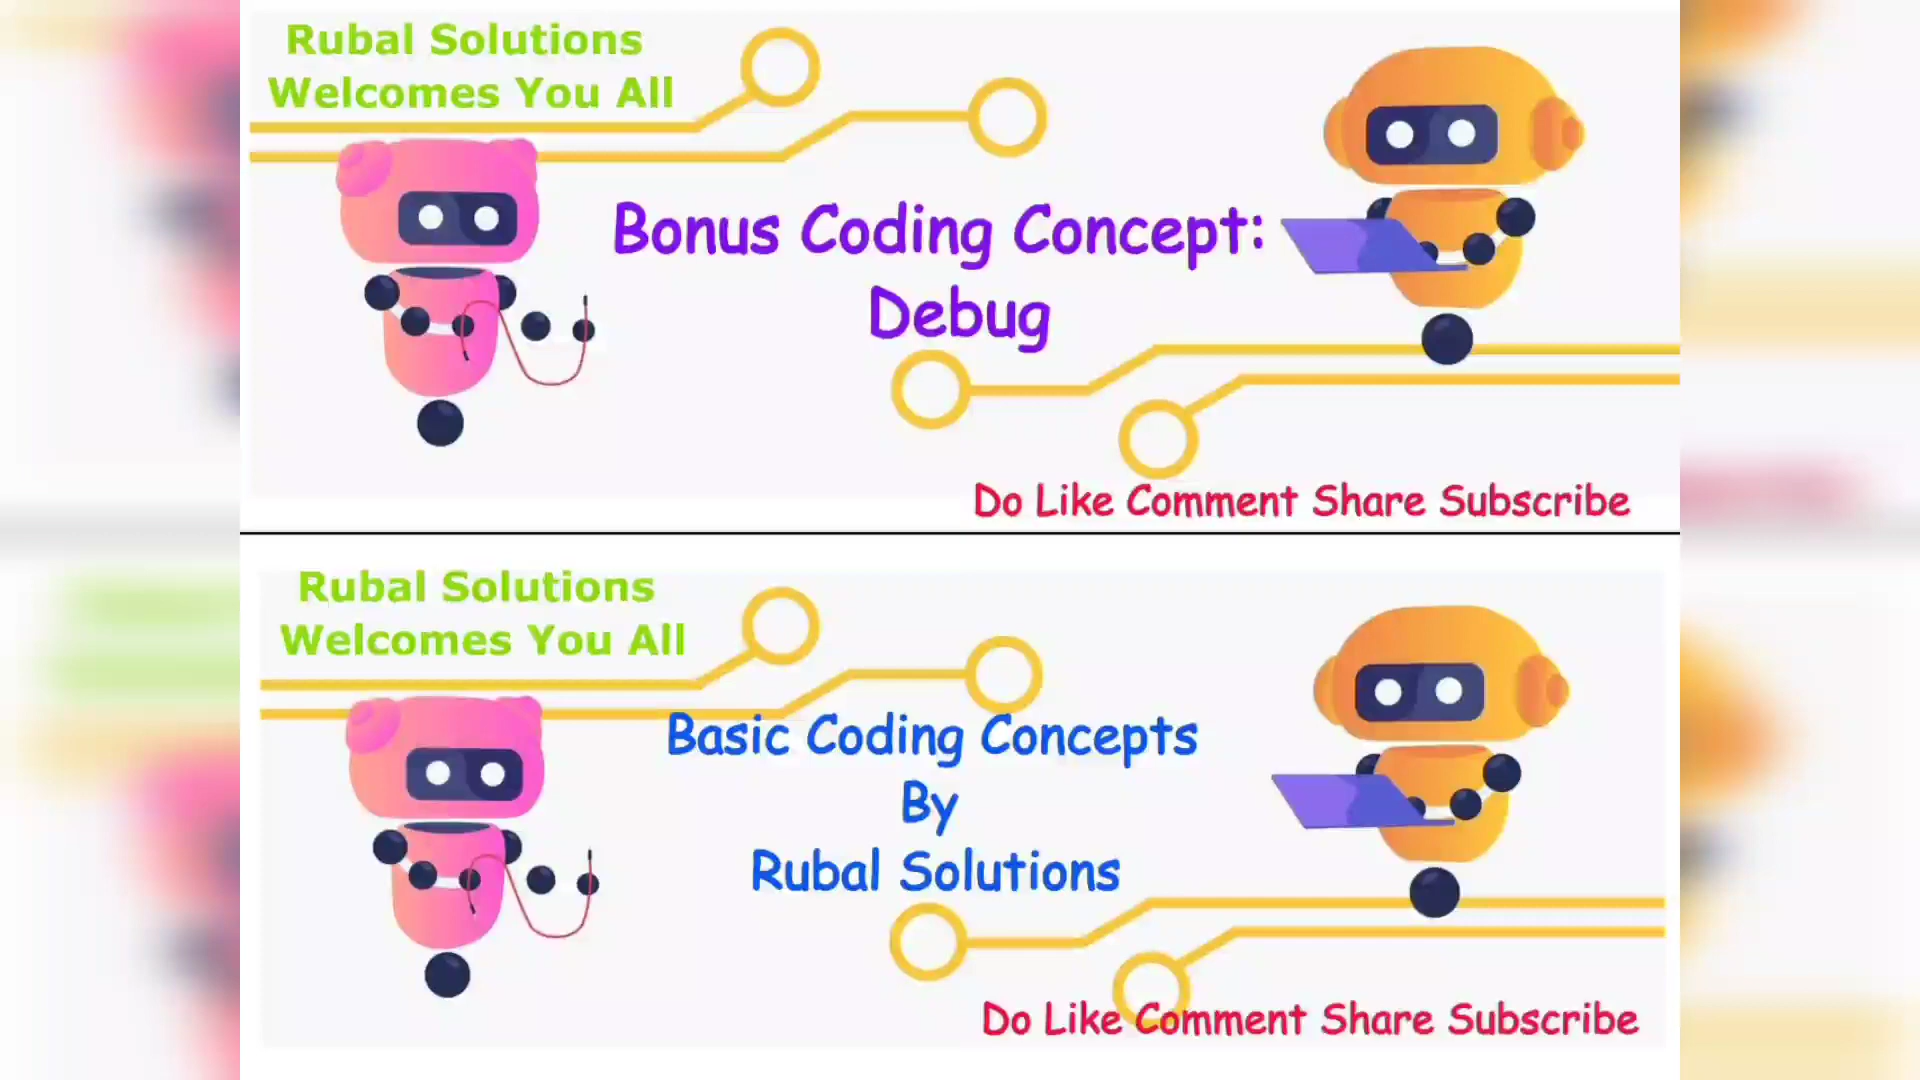 Rubal Solutions
Welcomes You All
Bonus Coding Concept:
Debug
Do Like Comment Share Subscribe
Rubal Solutions
Welcomes You All
Basic Coding Concepts
By
Rubal Solutions
Do Like Comment Share Subscribe